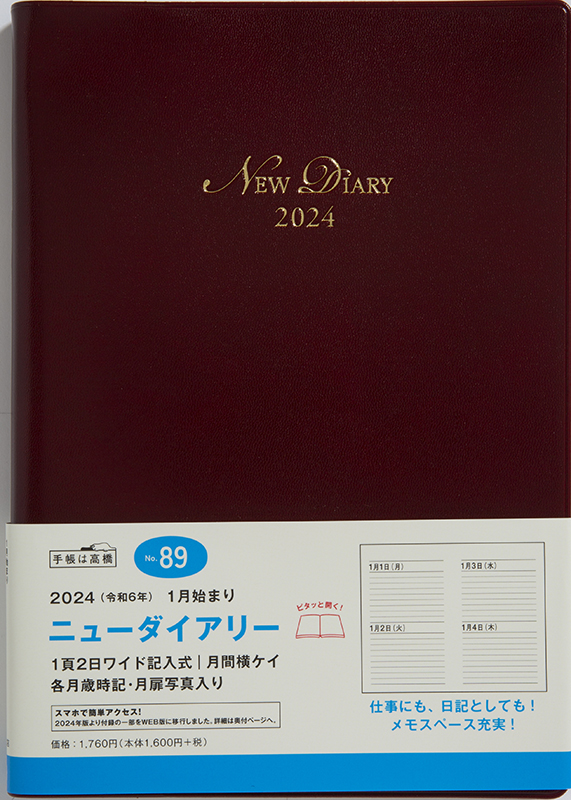 NEW DIARY
2024
手帳は高橋
No. 89
2024（令和6年） 1月始まり
ニューダイアリー
1頁2日ワイド記入式｜月間横ケイ
各月歳時記・月扉写真入り
スマホで簡単アクセス！
2024年版より付録の一部をWEB版に移行しました。詳細は奥付ページへ。
価格：1,760円（本体1,600円＋税）
ピタッと開く！
1月1日（月）
1月3日（水）
1月2日（火）
1月4日（木）
仕事にも、日記としても！
メモスペース充実！